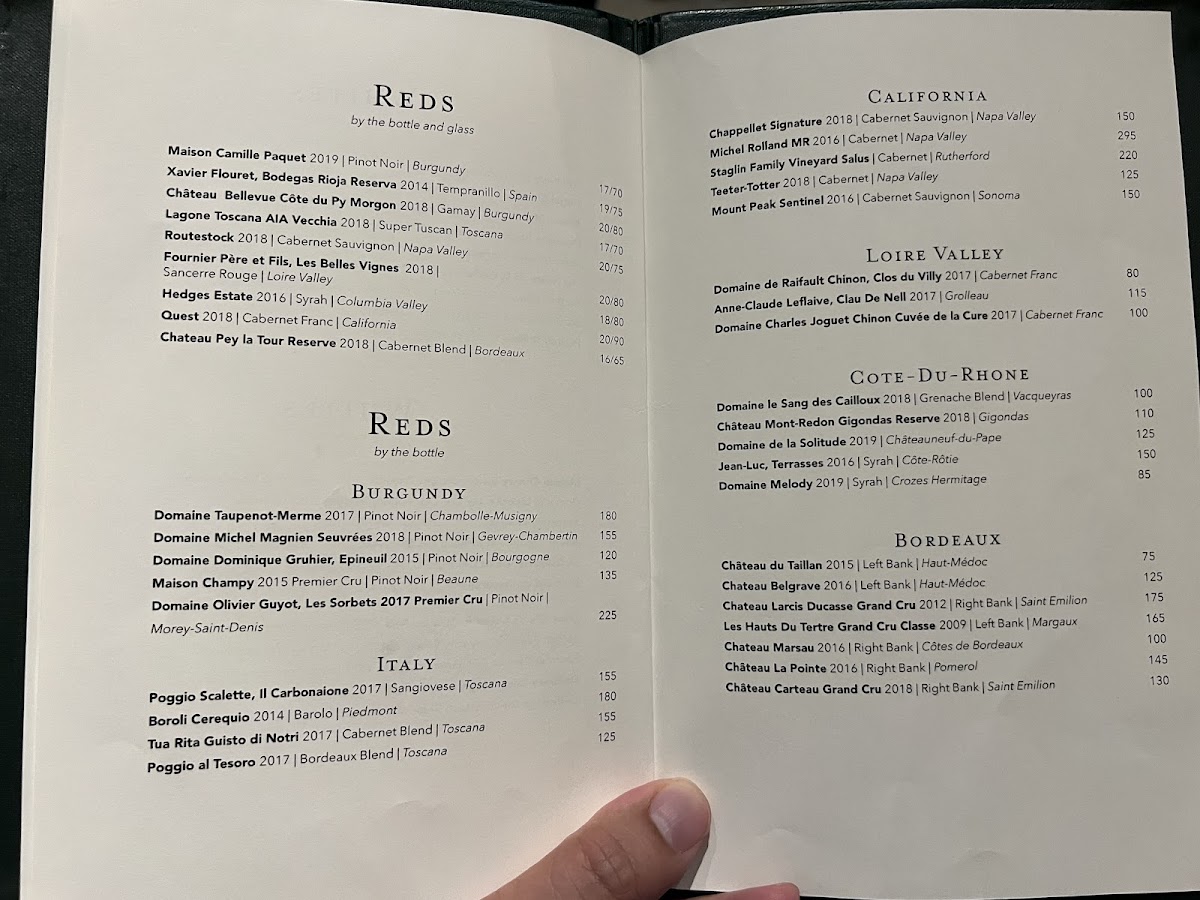 REDS
by the bottle and glass
Maison Camille Paquet 2019 | Pinot Noir | Burgundy 17/70
Xavier Flouret, Bodegas Rioja Reserva 2014 | Tempranillo | Spain 19/75
Château Bellevue Côte du Py Morgon 2018 | Gamay | Burgundy 20/80
Lagone Toscana AIA Vecchia 2018 | Super Tuscan | Toscana 17/70
Routestock 2018 | Cabernet Sauvignon | Napa Valley 20/75
Fournier Père et Fils, Les Belles Vignes 2018 |
Sancerre Rouge | Loire Valley 20/80
Hedges Estate 2016 | Syrah | Columbia Valley 18/80
Quest 2018 | Cabernet Franc | California 20/90
Chateau Pey la Tour Reserve 2018 | Cabernet Blend | Bordeaux 16/65
REDS
by the bottle
BURGUNDY
Domaine Taupenot-Merme 2017 | Pinot Noir | Chambolle-Musigny 180
Domaine Michel Magnien Seuvrées 2018 | Pinot Noir | Gevrey-Chambertin 155
Domaine Dominique Gruhier, Epineuil 2015 | Pinot Noir | Bourgogne 120
Maison Champy 2015 Premier Cru | Pinot Noir | Beaune 135
Domaine Olivier Guyot, Les Sorbets 2017 Premier Cru | Pinot Noir |
Morey-Saint-Denis 225
ITALY
Poggio Scalette, Il Carbonaione 2017 | Sangiovese | Toscana 155
Boroli Cerequio 2014 | Barolo | Piedmont 180
Tua Rita Guisto di Notri 2017 | Cabernet Blend | Toscana 155
Poggio al Tesoro 2017 | Bordeaux Blend | Toscana 125
CALIFORNIA
Chappellet Signature 2018 | Cabernet Sauvignon | Napa Valley 150
Michel Rolland MR 2016 | Cabernet | Napa Valley 295
Staglin Family Vineyard Salus | Cabernet | Rutherford 220
Teeter-Totter 2018 | Cabernet | Napa Valley 125
Mount Peak Sentinel 2016 | Cabernet Sauvignon | Sonoma 150
LOIRE VALLEY
Domaine de Raifault Chinon, Clos du Villy 2017 | Cabernet Franc 80
Anne-Claude Leflaive, Clau De Nell 2017 | Grolleau 115
Domaine Charles Joguet Chinon Cuvée de la Cure 2017 | Cabernet Franc 100
COTE-DU-RHONE
Domaine le Sang des Cailloux 2018 | Grenache Blend | Vacqueyras 100
Château Mont-Redon Gigondas Reserve 2018 | Gigondas 110
Domaine de la Solitude 2019 | Châteauneuf-du-Pape 125
Jean-Luc, Terrasses 2016 | Syrah | Côte-Rôtie 150
Domaine Melody 2019 | Syrah | Crozes Hermitage 85
BORDEAUX
Château du Taillan 2015 | Left Bank | Haut-Médoc 75
Chateau Belgrave 2016 | Left Bank | Haut-Médoc 125
Chateau Larcis Ducasse Grand Cru 2012 | Right Bank | Saint Emilion 175
Les Hauts Du Tertre Grand Cru Classe 2009 | Left Bank | Margaux 165
Chateau Marsau 2016 | Right Bank | Côtes de Bordeaux 100
Château La Pointe 2016 | Right Bank | Pomerol 145
Château Carteau Grand Cru 2018 | Right Bank | Saint Emilion 130